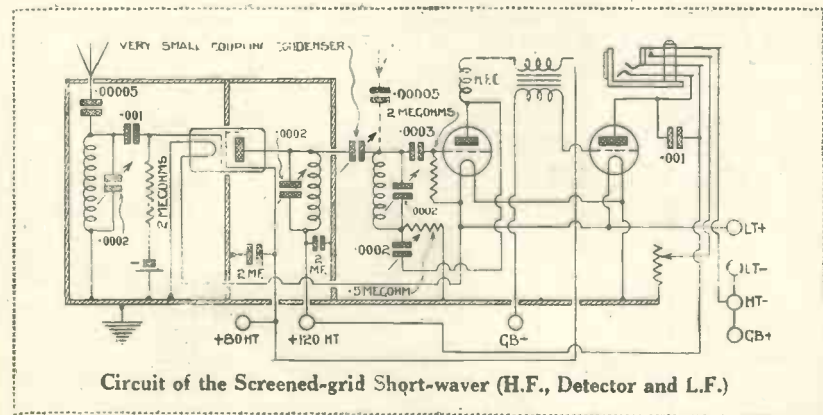 VERY SMALL COUPLING CONDENSER
.00005
.001
.0002
2 MEGOHMS
.0002
2 MF.
2 MF.
.00005
2 MEGOHMS
.0003
H.F.C
.0002
.0002
.5 MEGOHM
.001
LT+
LT-
HT-
GB+
+80 HT
+120 HT
GB+
Circuit of the Screened-grid Short-waver (H.F., Detector and L.F.)